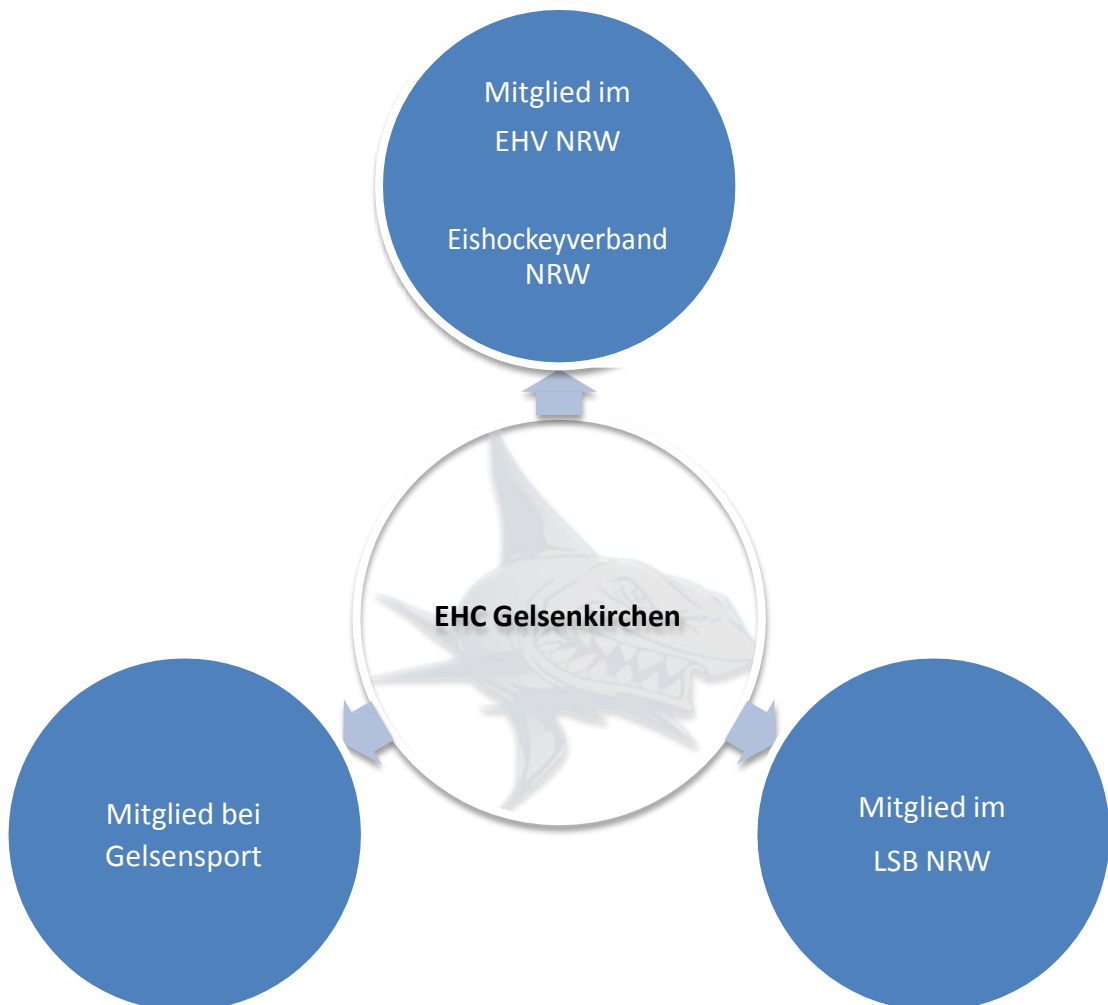 Mitglied im
EHV NRW
Eishockeyverband
NRW
EHC Gelsenkirchen
Mitglied bei
Gelsensport
Mitglied im
LSB NRW